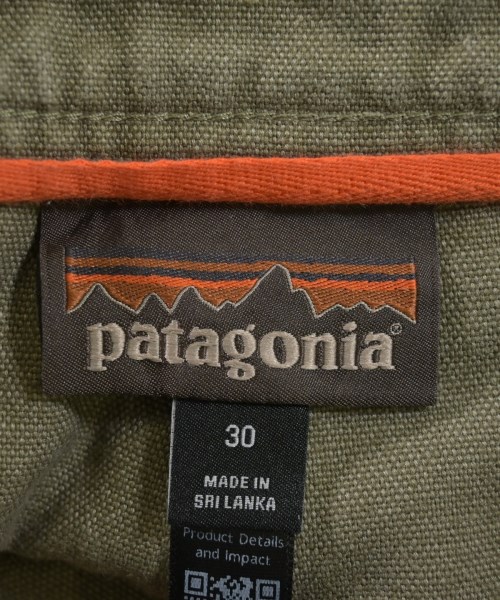 patagonia®
30
MADE IN
SRI LANKA
Product Details
and Impact